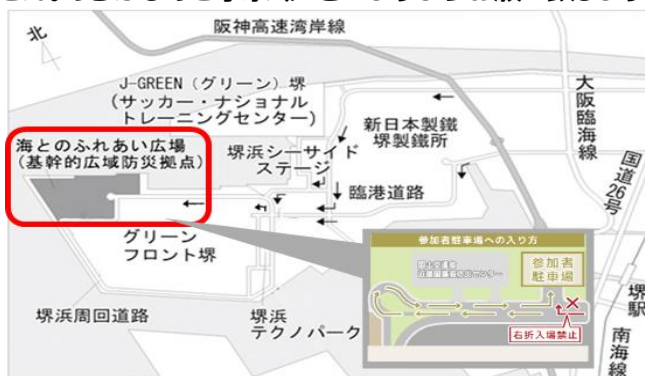 阪神高速湾岸線
北
J-GREEN（グリーン）堺
（サッカー・ナショナル
トレーニングセンター）
大阪臨海線
新日本製鐵
堺製鐵所
海とのふれあい広場
（基幹的広域防災拠点）
堺浜シーサイド
ステージ
国道26号
臨港道路
グリーン
フロント堺
参加者駐車場への入り方
参加者
駐車場
右折入場禁止
堺駅
堺浜周回道路
堺浜
テクノパーク
南海線